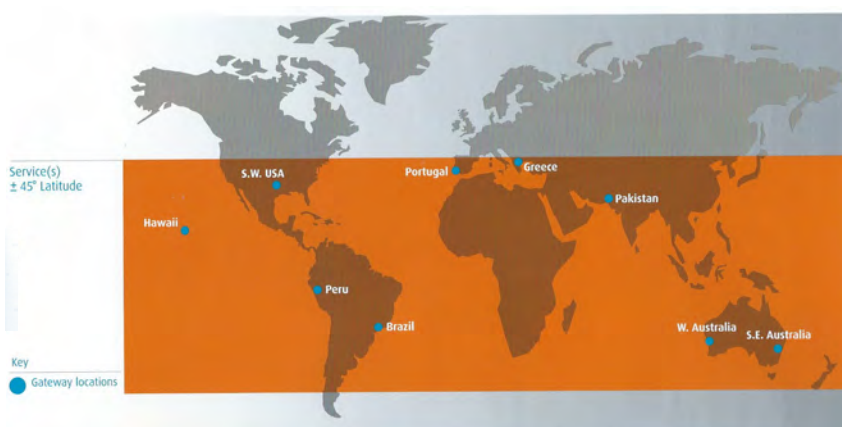 Service(s)
± 45° Latitude
S.W. USA
Portugal
Greece
Pakistan
Hawaii
Peru
Brazil
W. Australia
S.E. Australia
Key
Gateway locations